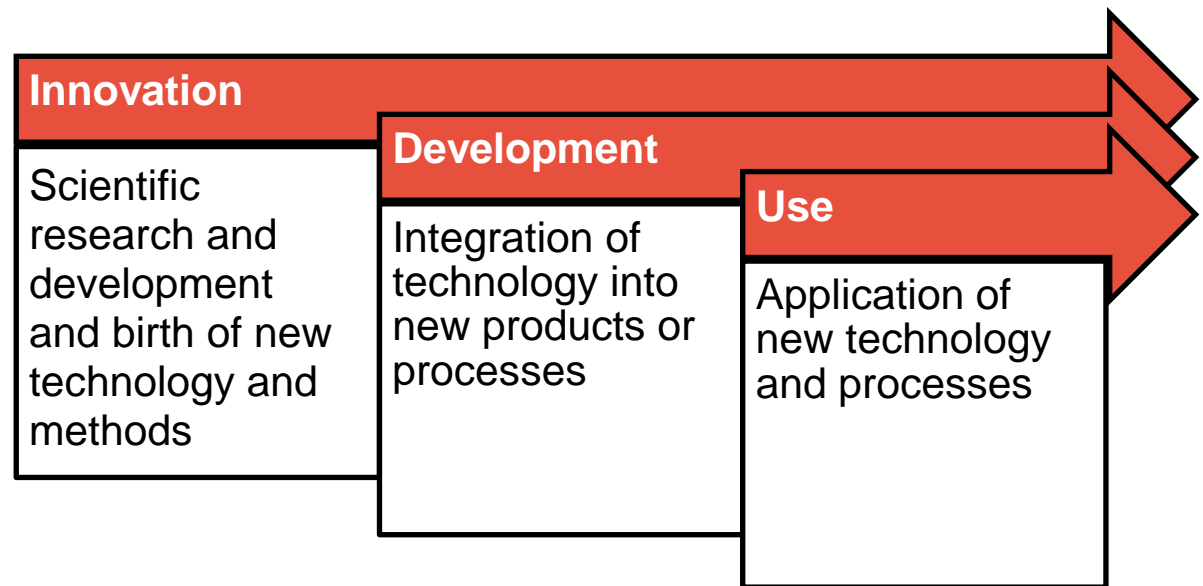 Innovation
Scientific
research and
development
and birth of new
technology and
methods
Development
Integration of
technology into
new products or
processes
Use
Application of
new technology
and processes